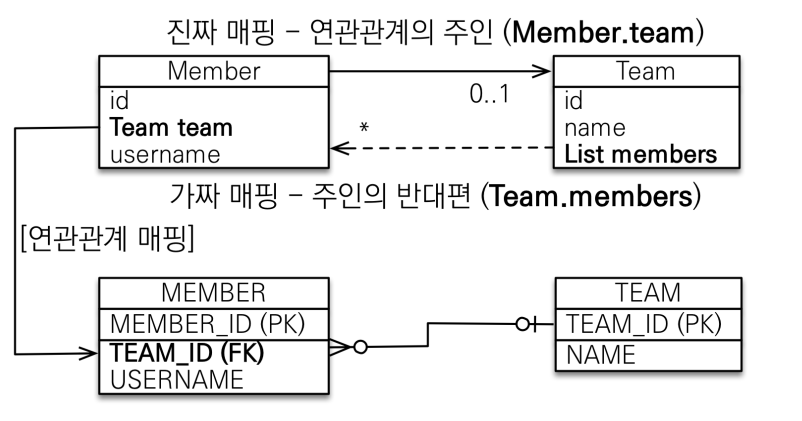 진짜 매핑 - 연관관계의 주인 (Member.team)
Member
id
Team team
username
0..1
*
Team
id
name
List members
가짜 매핑 - 주인의 반대편 (Team.members)
[연관관계 매핑]
MEMBER
MEMBER_ID (PK)
TEAM_ID (FK)
USERNAME
TEAM
TEAM_ID (PK)
NAME